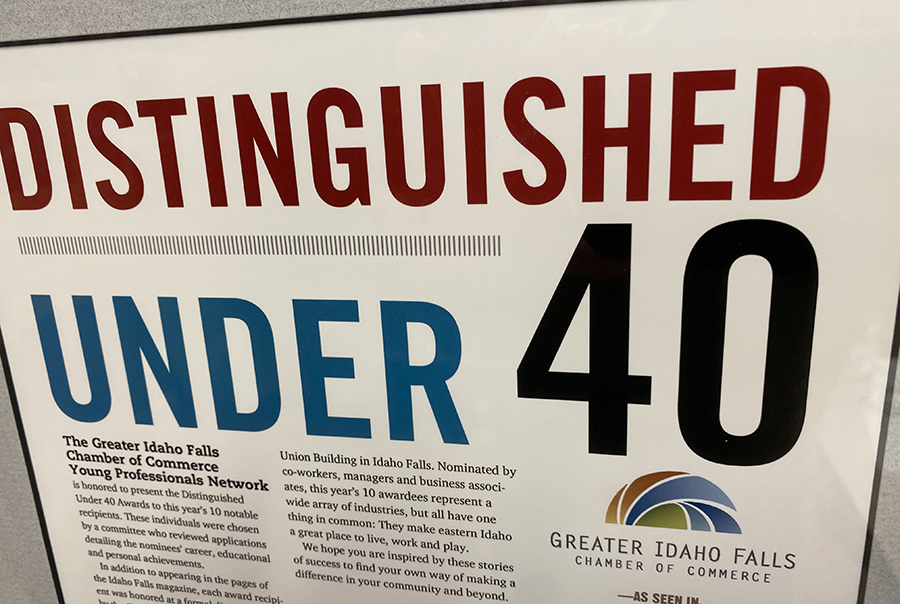 DISTINGUISHED
UNDER
40
The Greater Idaho Falls
Chamber of Commerce
Young Professionals Network
is honored to present the Distinguished
Under 40 Awards to this year's 10 notable
recipients. These individuals were chosen
by a committee who reviewed applications
detailing the nominees' career, educational
and personal achievements.
In addition to appearing in the pages of
the Idaho Falls magazine, each award recipi-
ent was honored at a formal
Union Building in Idaho Falls. Nominated by
co-workers, managers and business associ-
ates, this year's 10 awardees represent a
wide array of industries, but all have one
thing in common: They make eastern Idaho
a great place to live, work and play.
We hope you are inspired by these stories
of success to find your own way of making a
difference in your community and beyond.
GREATER IDAHO FALLS
CHAMBER OF COMMERCE
—AS SEEN IN